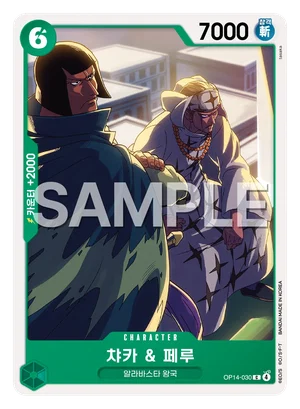 6
7000
참격
斬
카운터 +2000
SAMPLE
CHARACTER
챠카 & 페루
알라바스타 왕국
BANDAI MADE IN KOREA
OP14-030